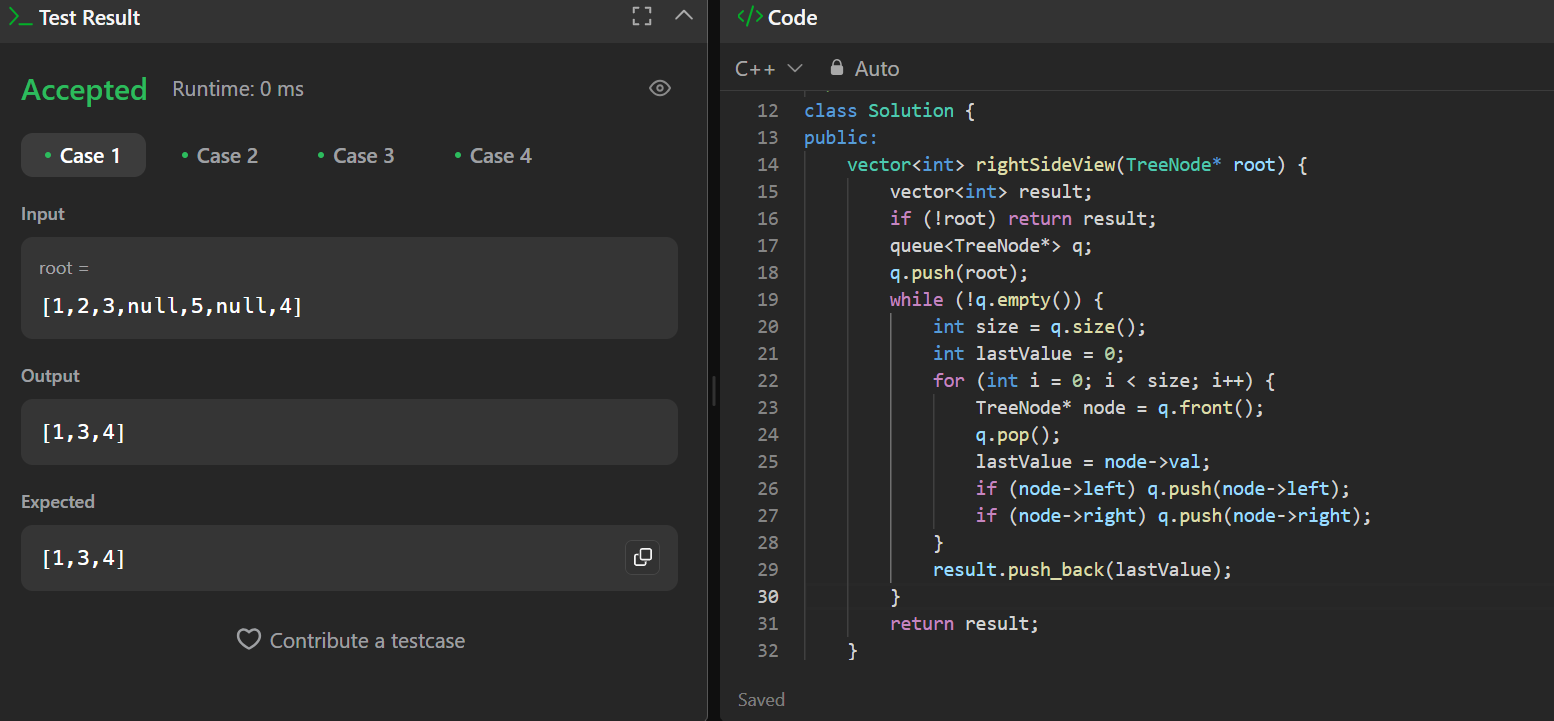 Test Result
Accepted Runtime: 0 ms
Case 1 Case 2 Case 3 Case 4
Input
root =
[1,2,3,null,5,null,4]
Output
[1,3,4]
Expected
[1,3,4]
Contribute a testcase
</> Code
C++ Auto
12 class Solution {
13 public:
14     vector<int> rightSideView(TreeNode* root) {
15         vector<int> result;
16         if (!root) return result;
17         queue<TreeNode*> q;
18         q.push(root);
19         while (!q.empty()) {
20             int size = q.size();
21             int lastValue = 0;
22             for (int i = 0; i < size; i++) {
23                 TreeNode* node = q.front();
24                 q.pop();
25                 lastValue = node->val;
26                 if (node->left) q.push(node->left);
27                 if (node->right) q.push(node->right);
28             }
29             result.push_back(lastValue);
30         }
31         return result;
32     }
Saved